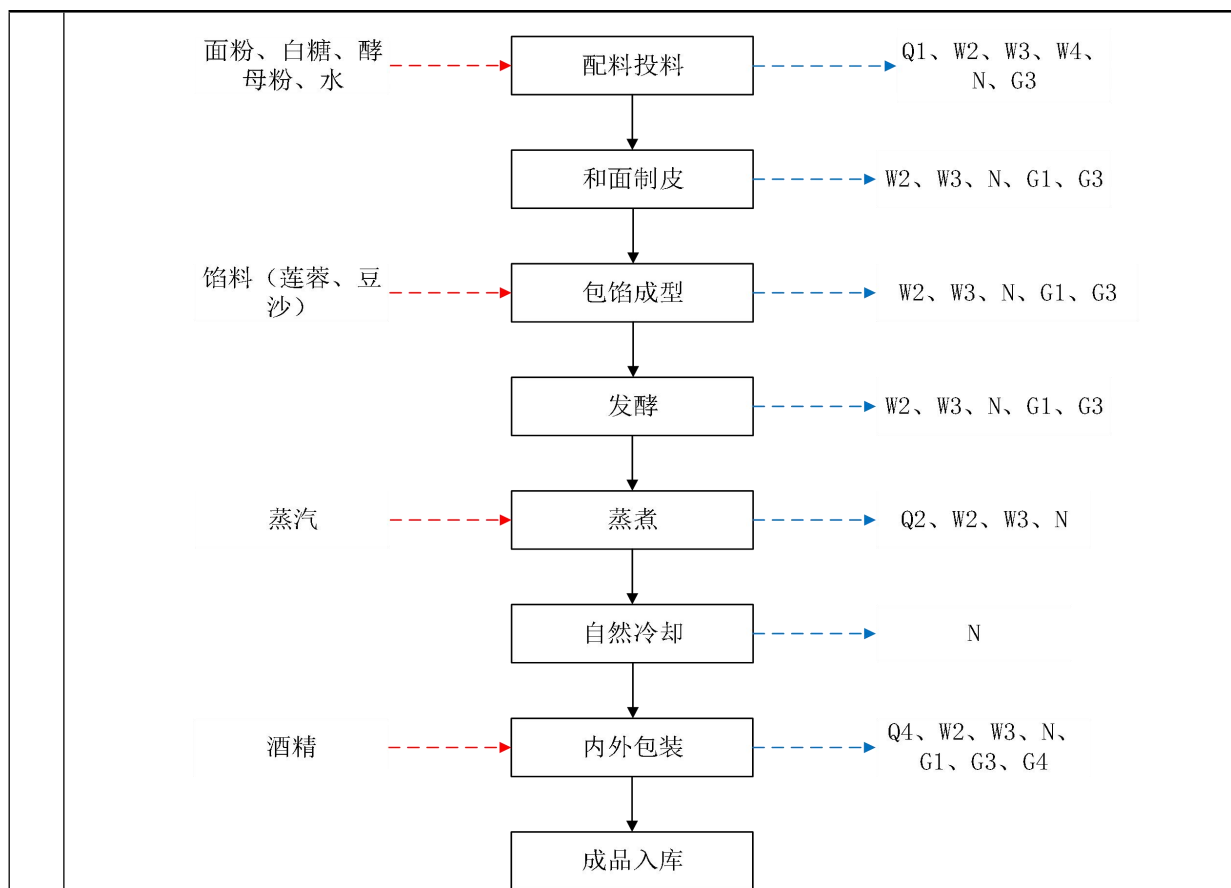 面粉、白糖、酵
母粉、水
配料投料
Q1、W2、W3、W4、
N、G3
和面制皮
W2、W3、N、G1、G3
馅料（莲蓉、豆
沙）
包馅成型
W2、W3、N、G1、G3
发酵
W2、W3、N、G1、G3
蒸汽
蒸煮
Q2、W2、W3、N
自然冷却
N
酒精
内外包装
Q4、W2、W3、N、
G1、G3、G4
成品入库